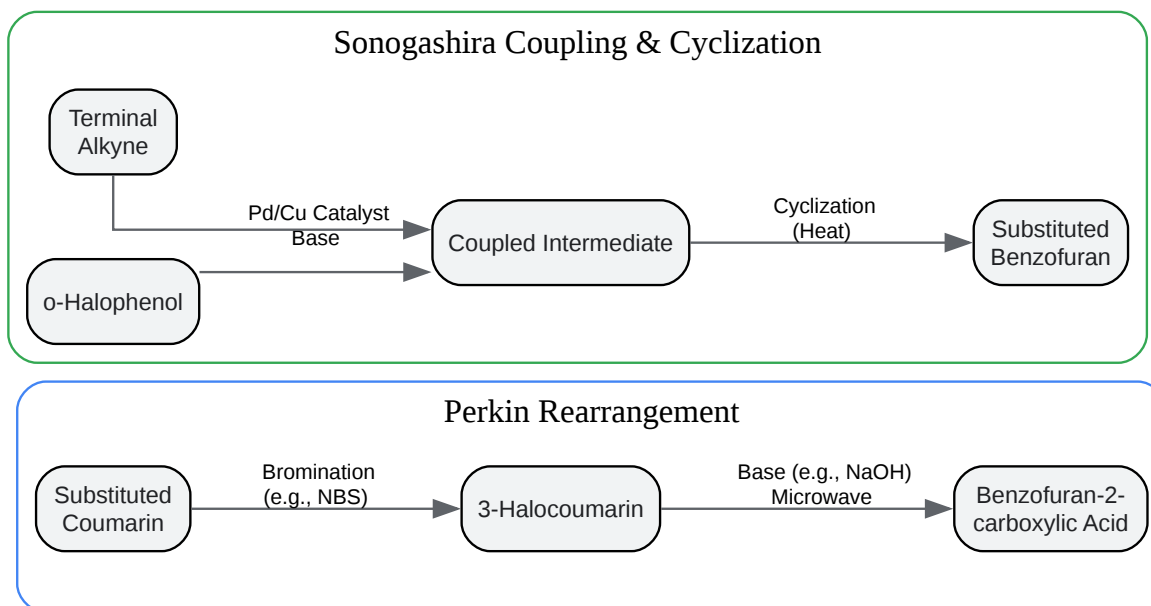 Sonogashira Coupling & Cyclization
Terminal
Alkyne
Pd/Cu Catalyst
Base
o-Halophenol
Coupled Intermediate
Cyclization
(Heat)
Substituted
Benzofuran
Perkin Rearrangement
Substituted
Coumarin
Bromination
(e.g., NBS)
3-Halocoumarin
Base (e.g., NaOH)
Microwave
Benzofuran-2-
carboxylic Acid